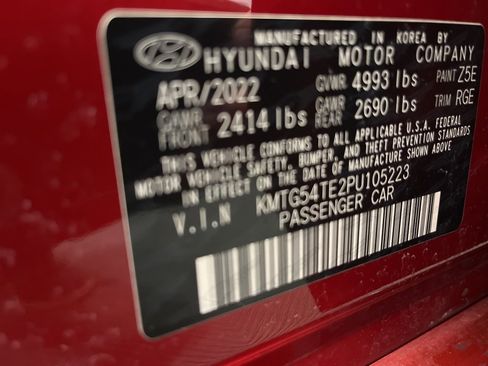 MANUFACTURED IN KOREA BY
HYUNDAI MOTOR COMPANY
APR/2022 GVWR 4993 lbs PAINT Z5E
GAWR FRONT 2414 lbs GAWR REAR 2690 lbs TRIM RGE
THIS VEHICLE CONFORMS TO ALL APPLICABLE U.S.A. FEDERAL
MOTOR VEHICLE SAFETY, BUMPER, AND THEFT PREVENTION STANDARDS
IN EFFECT ON THE DATE OF MANUFACTURE SHOWN ABOVE
V.I.N KMTG54TE2PU105223
PASSENGER CAR